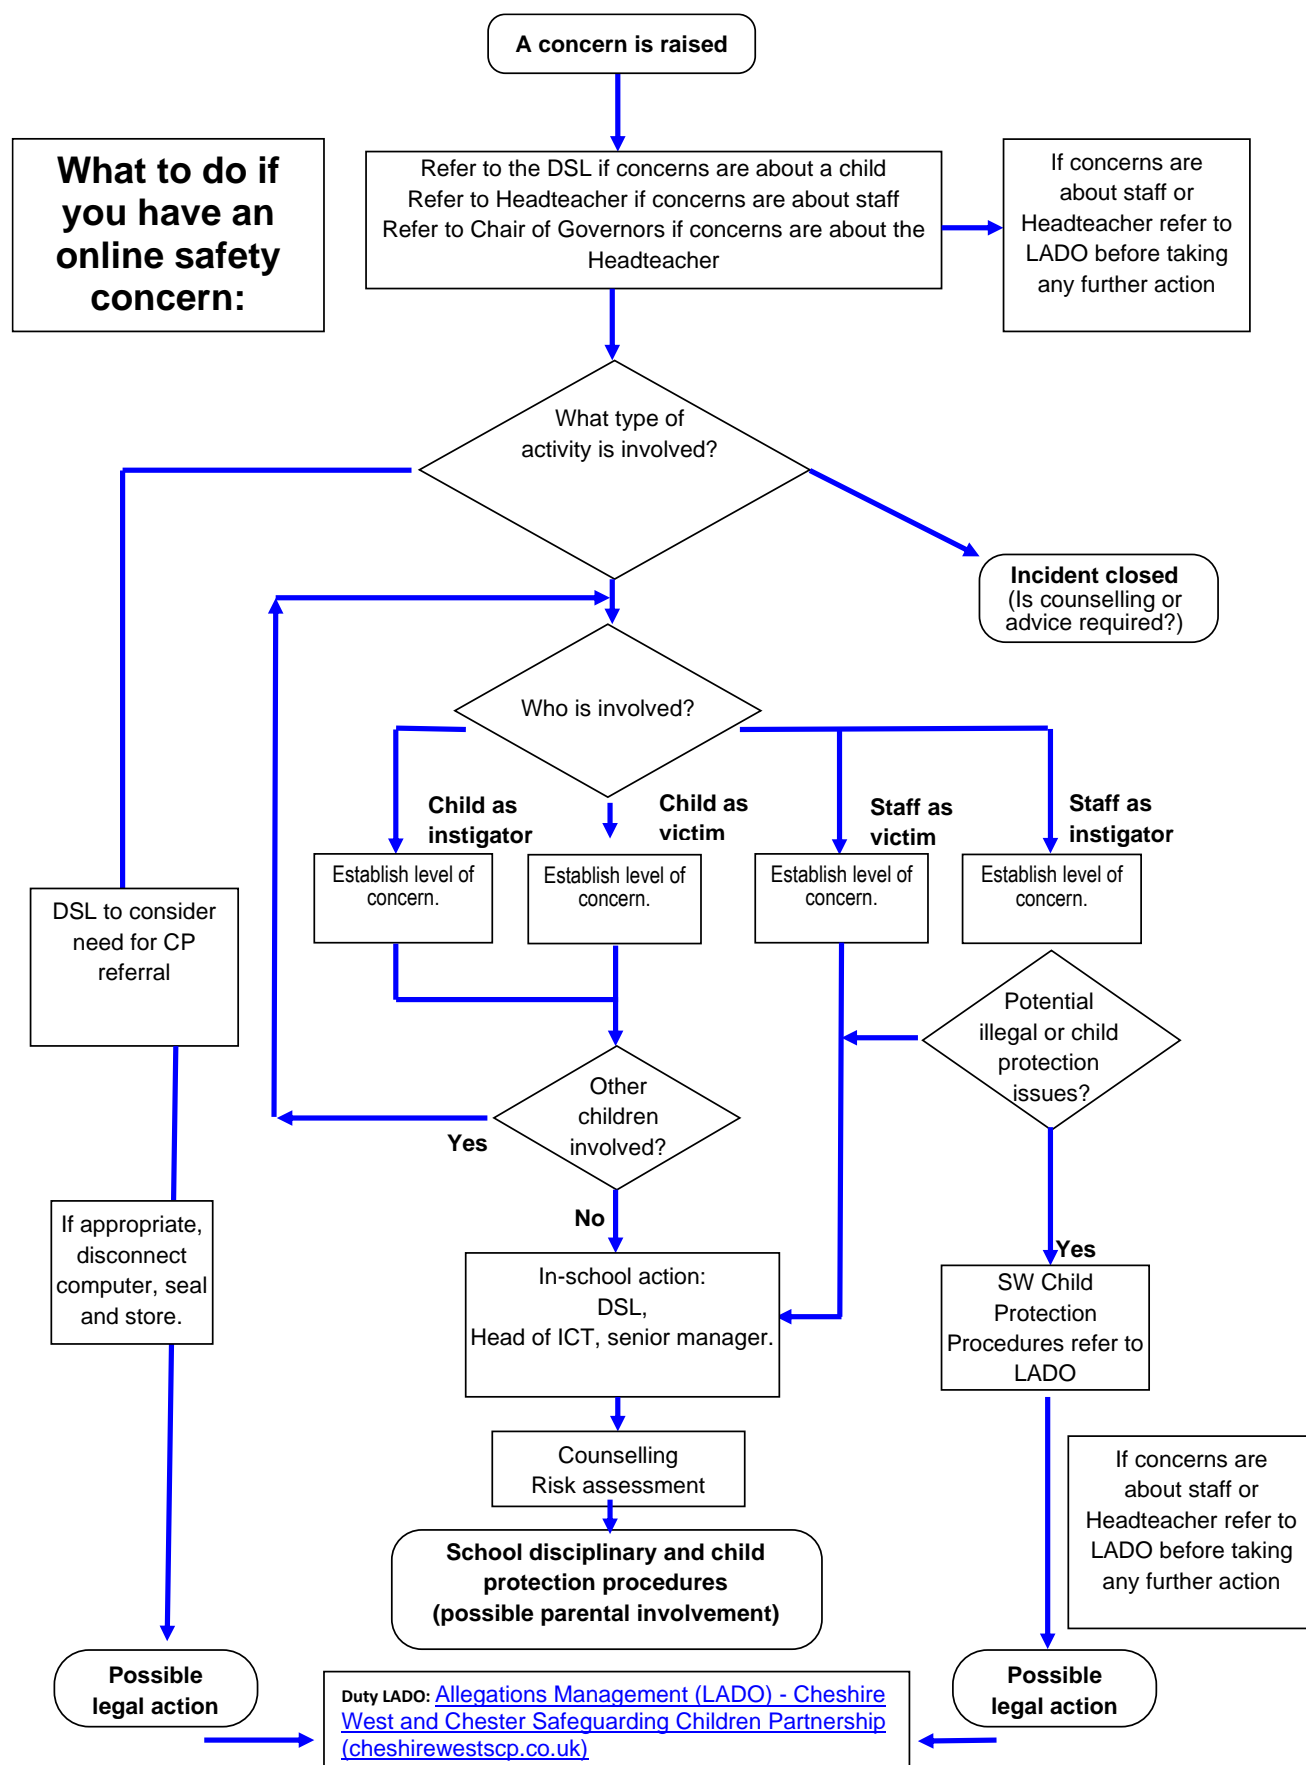 A concern is raised
What to do if
you have an
online safety
concern:
Refer to the DSL if concerns are about a child
Refer to Headteacher if concerns are about staff
Refer to Chair of Governors if concerns are about the
Headteacher
If concerns are
about staff or
Headteacher refer to
LADO before taking
any further action
What type of
activity is involved?
Incident closed
(Is counselling or
advice required?)
Who is involved?
Child as
instigator
Child as
victim
Staff as
victim
Staff as
instigator
Establish level of
concern.
Establish level of
concern.
Establish level of
concern.
Establish level of
concern.
DSL to consider
need for CP
referral
Potential
illegal or child
protection
issues?
Other
children
involved?
Yes
No
If appropriate,
disconnect
computer, seal
and store.
In-school action:
DSL,
Head of ICT, senior manager.
Yes
SW Child
Protection
Procedures refer to
LADO
Counselling
Risk assessment
If concerns are
about staff or
Headteacher refer to
LADO before taking
any further action
School disciplinary and child
protection procedures
(possible parental involvement)
Possible
legal action
Duty LADO: Allegations Management (LADO) - Cheshire
West and Chester Safeguarding Children Partnership
(cheshirewestscp.co.uk)
Possible
legal action